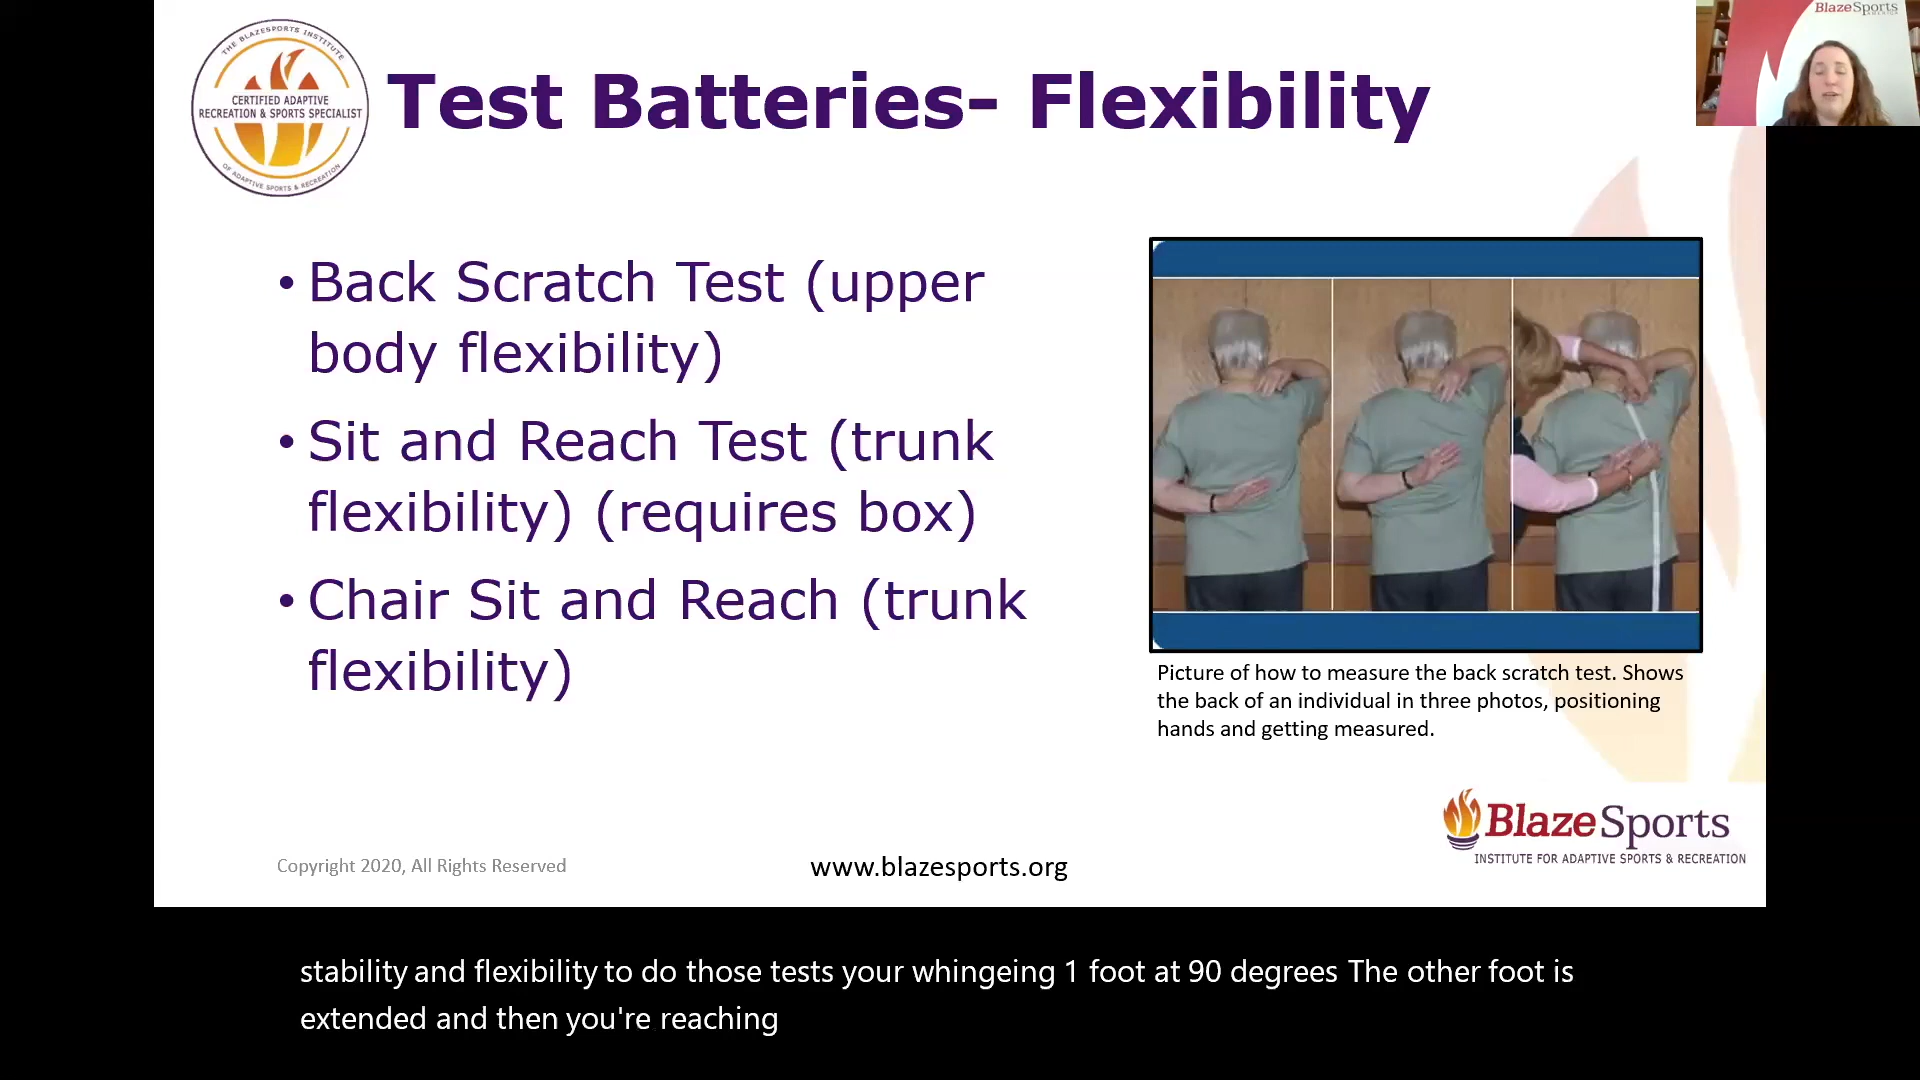 THE BLAZESPORTS INSTITUTE
CERTIFIED ADAPTIVE
RECREATION & SPORTS SPECIALIST
OF ADAPTIVE SPORTS & RECREATION
Test Batteries- Flexibility
BlazeSports
AMERICA
• Back Scratch Test (upper
body flexibility)
• Sit and Reach Test (trunk
flexibility) (requires box)
• Chair Sit and Reach (trunk
flexibility)
Picture of how to measure the back scratch test. Shows
the back of an individual in three photos, positioning
hands and getting measured.
BlazeSports
INSTITUTE FOR ADAPTIVE SPORTS & RECREATION
Copyright 2020, All Rights Reserved
www.blazesports.org
stability and flexibility to do those tests your whingeing 1 foot at 90 degrees The other foot is
extended and then you're reaching